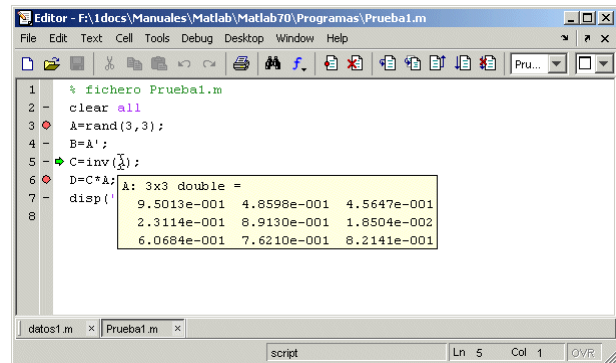 Editor - F:\1docs\Manuales\Matlab\Matlab70\Programas\Prueba1.m
File Edit Text Cell Tools Debug Desktop Window Help
Pru...
1 % fichero Prueba1.m
2 - clear all
3 A=rand(3,3);
4 - B=A';
5 - C=inv(A);
6 D=C*A;
7 - disp('
8
A: 3x3 double =
9.5013e-001 4.8598e-001 4.5647e-001
2.3114e-001 8.9130e-001 1.8504e-002
6.0684e-001 7.6210e-001 8.2141e-001
datos1.m × Prueba1.m ×
script Ln 5 Col 1 OVR